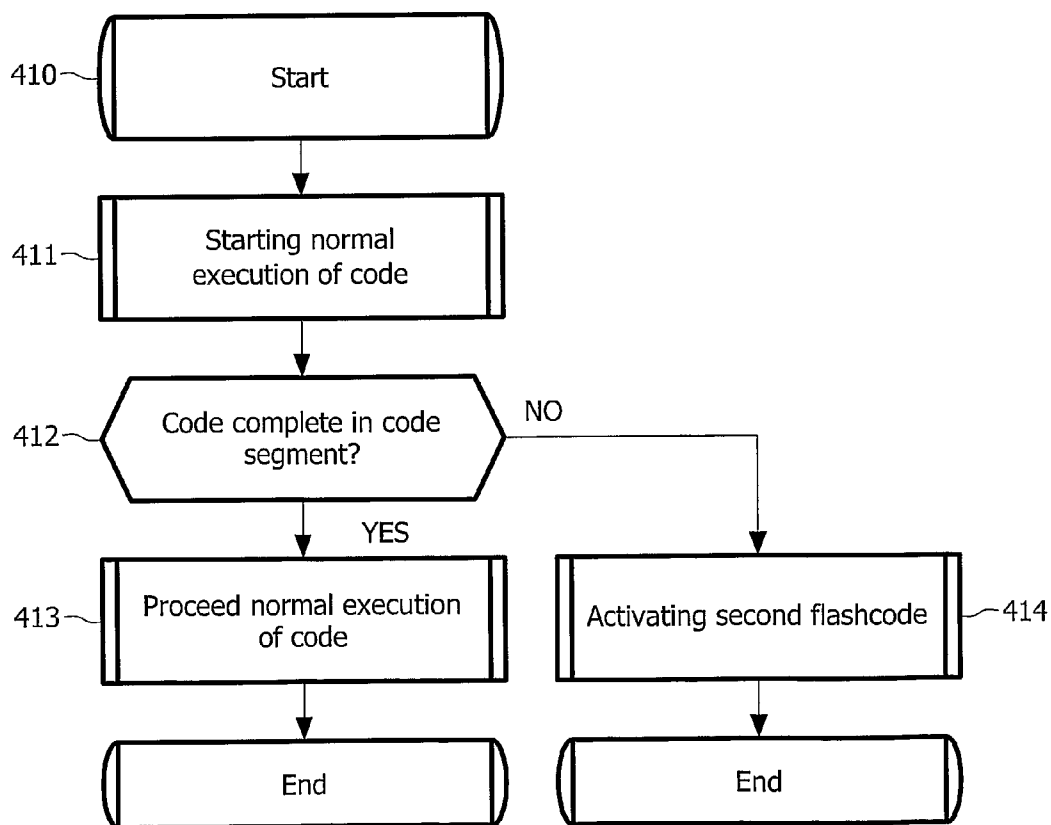 410
Start
411
Starting normal
execution of code
412
Code complete in code
segment?
NO
YES
413
Proceed normal execution
of code
Activating second flashcode
414
End
End